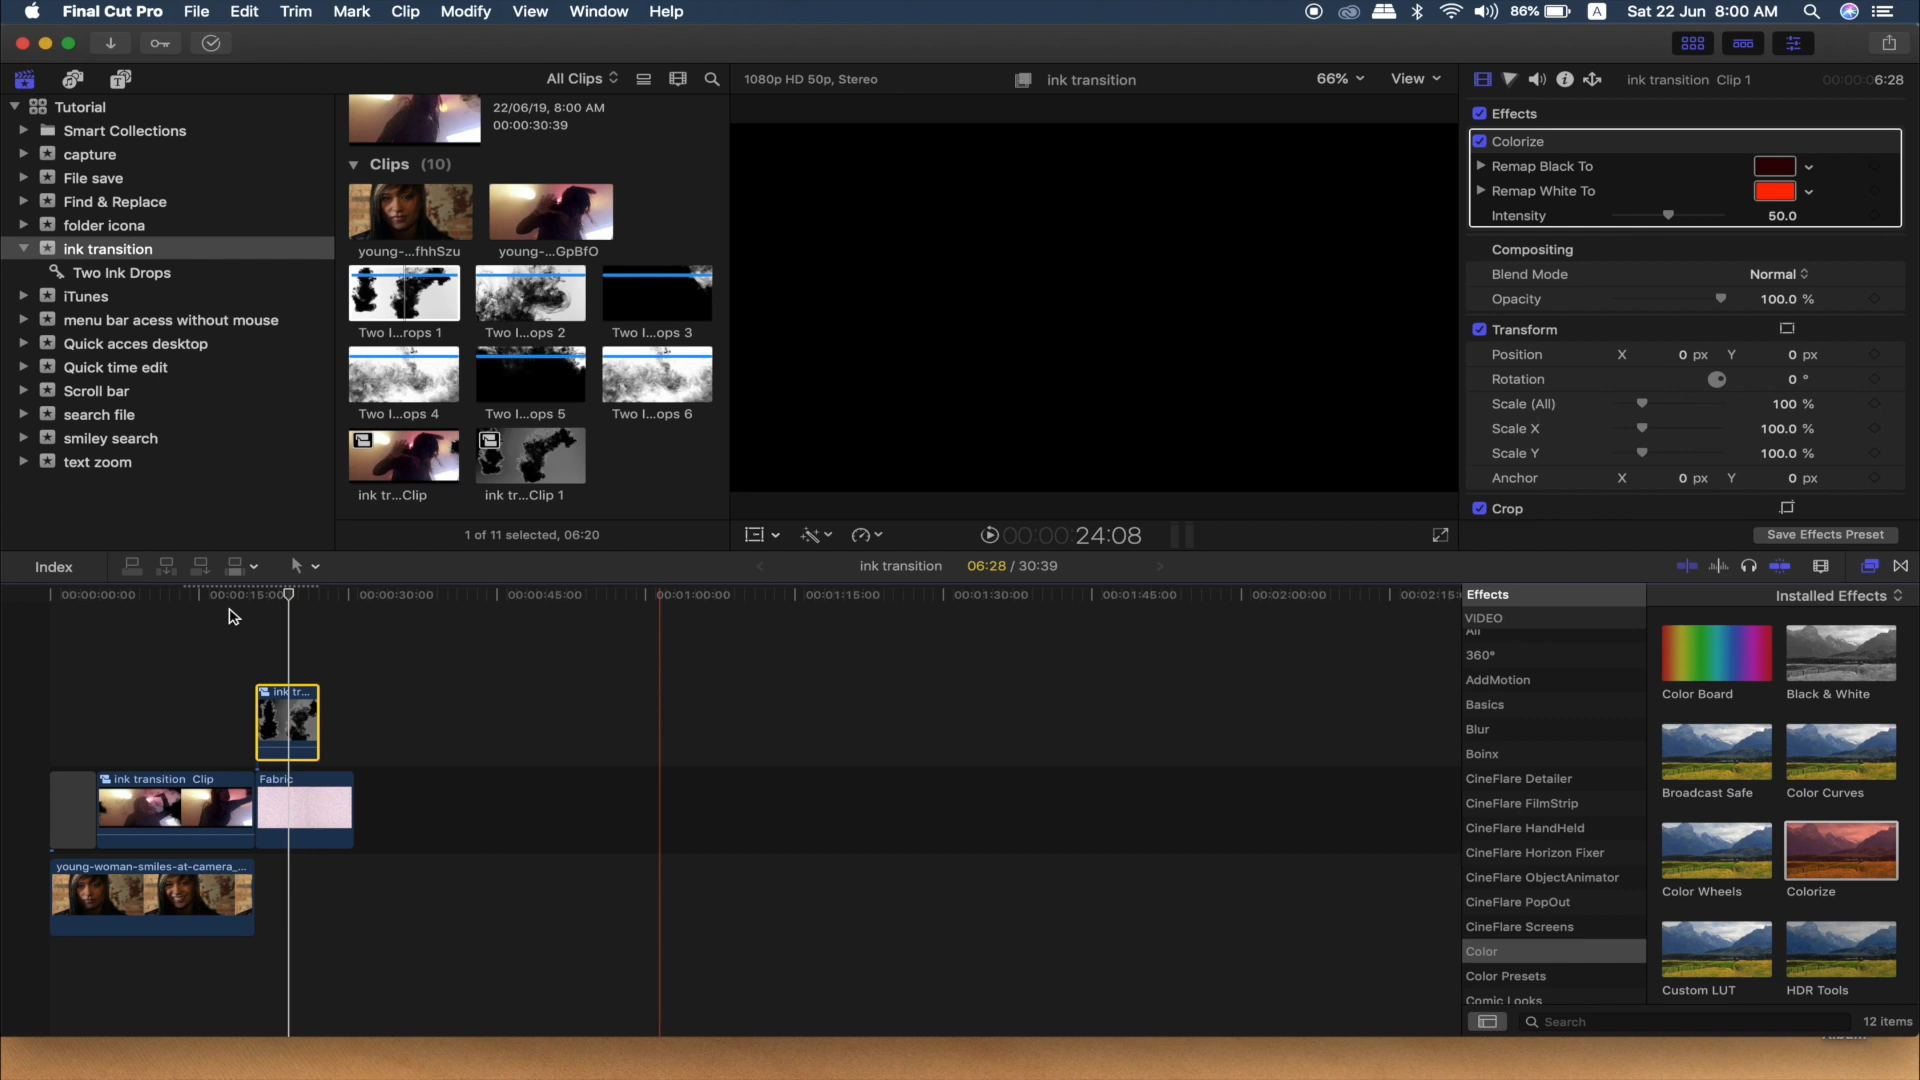 Final Cut Pro File Edit Trim Mark Clip Modify View Window Help
86% A Sat 22 Jun 8:00 AM
All Clips
1080p HD 50p, Stereo
ink transition
66%
View
ink transition Clip 1
00:00:06:28
Tutorial
Smart Collections
capture
File save
Find & Replace
folder icona
ink transition
Two Ink Drops
iTunes
menu bar acess without mouse
Quick acces desktop
Quick time edit
Scroll bar
search file
smiley search
text zoom
22/06/19, 8:00 AM
00:00:30:39
Clips (10)
young-...fhhSzu
young-...GpBfO
Two I...rops 1
Two I...ops 2
Two I...ops 3
Two I...ops 4
Two I...ops 5
Two I...ops 6
ink tr...Clip
ink tr...Clip 1
1 of 11 selected, 06:20
00:00:24:08
Effects
Colorize
Remap Black To
Remap White To
Intensity 50.0
Compositing
Blend Mode Normal
Opacity 100.0 %
Transform
Position X 0 px Y 0 px
Rotation 0 °
Scale (All) 100 %
Scale X 100.0 %
Scale Y 100.0 %
Anchor X 0 px Y 0 px
Crop
Save Effects Preset
Index
ink transition 06:28 / 30:39
00:00:00:00 00:00:15:00 00:00:30:00 00:00:45:00 00:01:00:00 00:01:15:00 00:01:30:00 00:01:45:00 00:02:00:00 00:02:15:
ink tr...
ink transition Clip
Fabric
young-woman-smiles-at-camera_...
Effects
Installed Effects
VIDEO
All
360°
AddMotion
Basics
Blur
Boinx
CineFlare Detailer
CineFlare FilmStrip
CineFlare HandHeld
CineFlare Horizon Fixer
CineFlare ObjectAnimator
CineFlare PopOut
CineFlare Screens
Color
Color Presets
Comic Looks
Color Board
Black & White
Broadcast Safe
Color Curves
Color Wheels
Colorize
Custom LUT
HDR Tools
Search
12 items